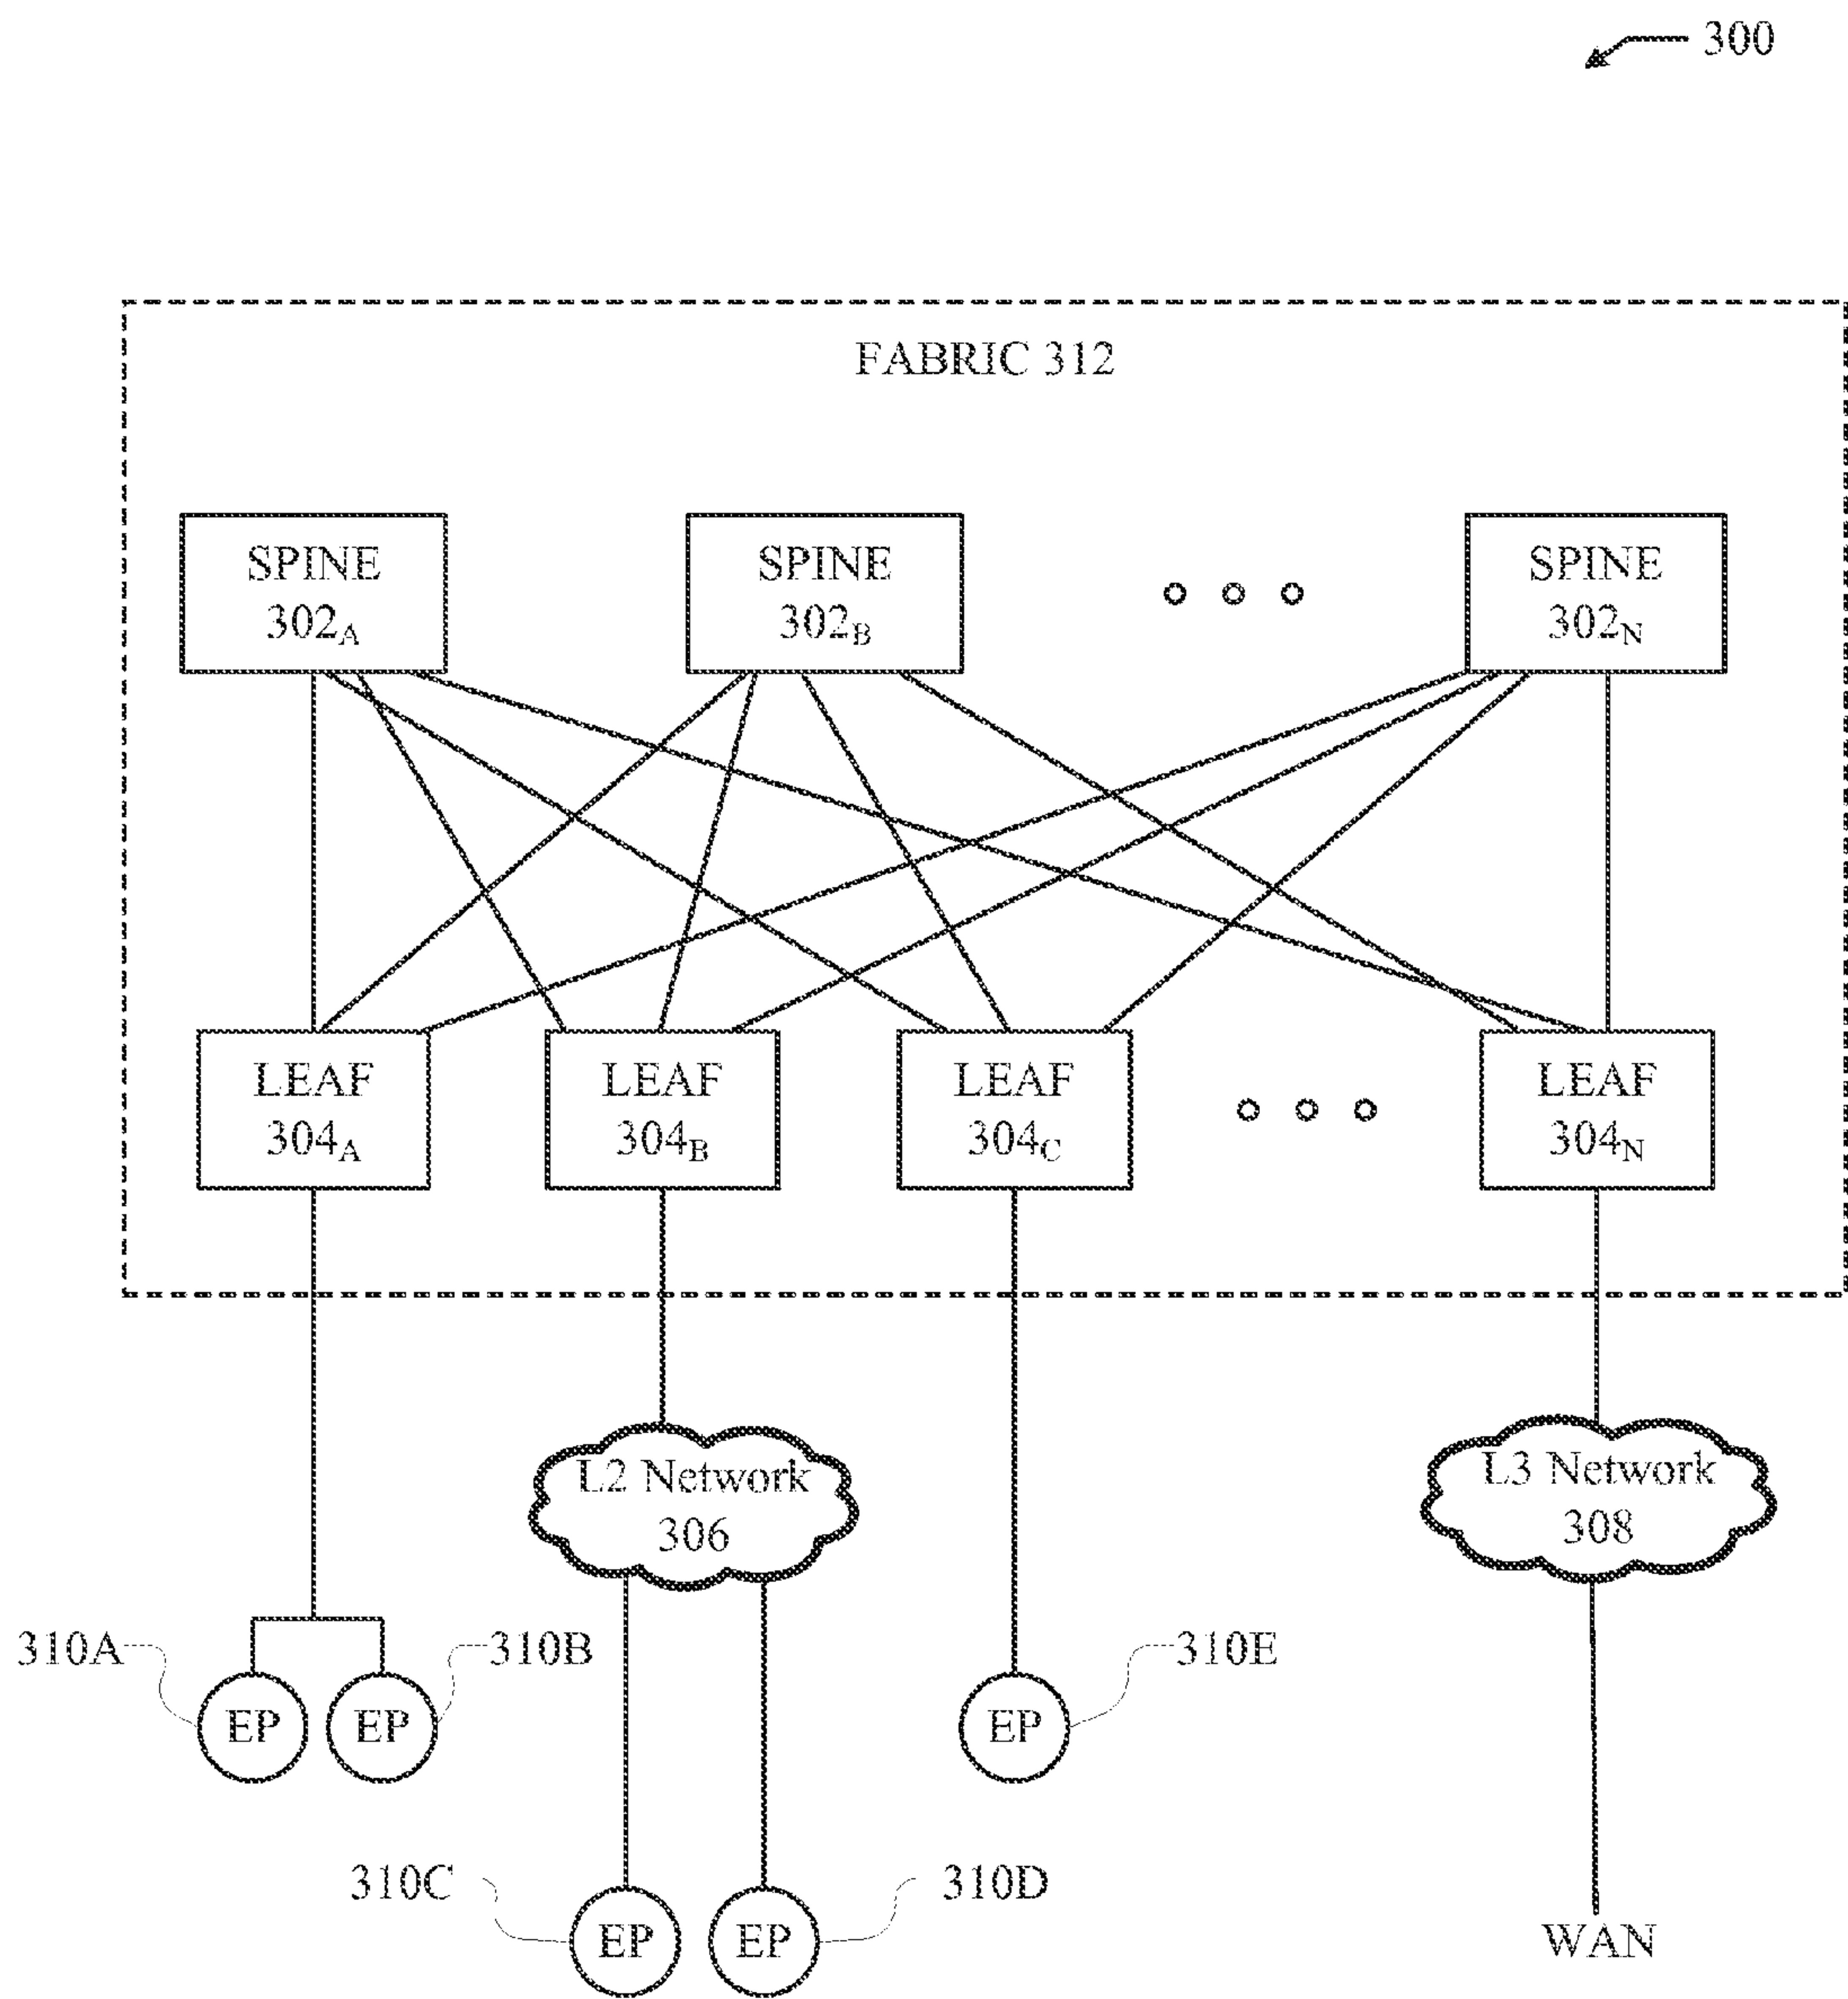 300
FABRIC 312
SPINE
302A
SPINE
302B
SPINE
302N
LEAF
304A
LEAF
304B
LEAF
304C
LEAF
304N
L2 Network
306
L3 Network
308
310A
310B
310E
EP
EP
EP
310C
310D
EP
EP
WAN